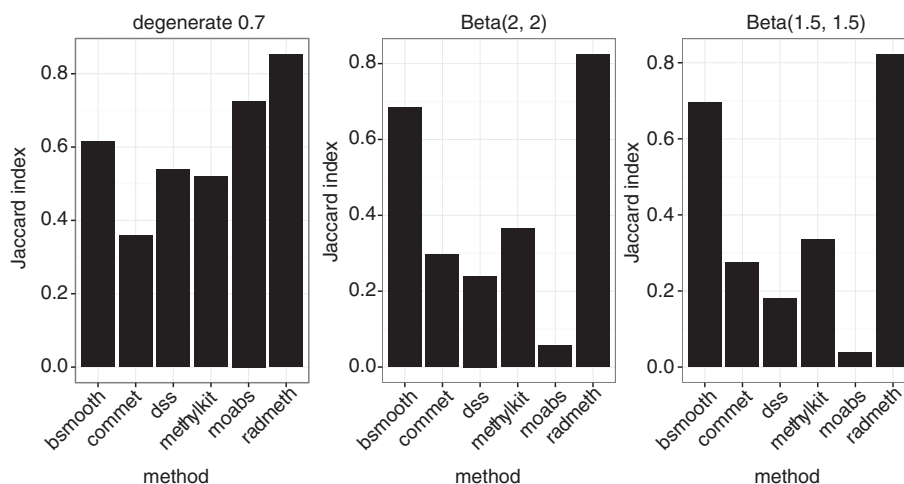 degenerate 0.7
Jaccard index
0.8
0.6
0.4
0.2
0.0
bsmooth
commet
dss
methylkit
moabs
radmeth
method
Beta(2, 2)
Jaccard index
0.8
0.6
0.4
0.2
0.0
bsmooth
commet
dss
methylkit
moabs
radmeth
method
Beta(1.5, 1.5)
Jaccard index
0.8
0.6
0.4
0.2
0.0
bsmooth
commet
dss
methylkit
moabs
radmeth
method